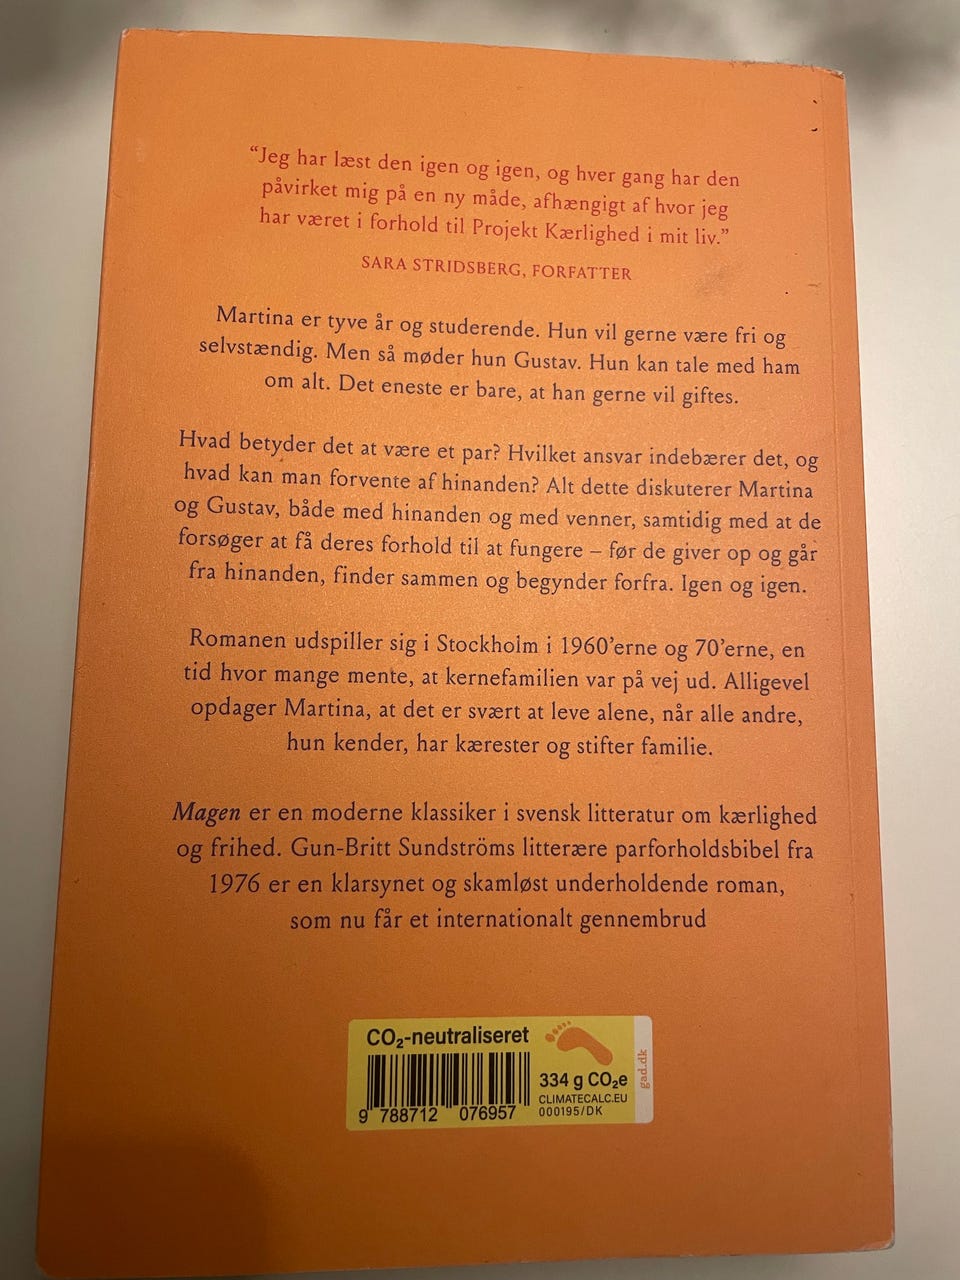 “Jeg har læst den igen og igen, og hver gang har den
påvirket mig på en ny måde, afhængigt af hvor jeg
har været i forhold til Projekt Kærlighed i mit liv.”
SARA STRIDSBERG, FORFATTER
Martina er tyve år og studerende. Hun vil gerne være fri og
selvstændig. Men så møder hun Gustav. Hun kan tale med ham
om alt. Det eneste er bare, at han gerne vil giftes.
Hvad betyder det at være et par? Hvilket ansvar indebærer det, og
hvad kan man forvente af hinanden? Alt dette diskuterer Martina
og Gustav, både med hinanden og med venner, samtidig med at de
forsøger at få deres forhold til at fungere – før de giver op og går
fra hinanden, finder sammen og begynder forfra. Igen og igen.
Romanen udspiller sig i Stockholm i 1960’erne og 70’erne, en
tid hvor mange mente, at kernefamilien var på vej ud. Alligevel
opdager Martina, at det er svært at leve alene, når alle andre,
hun kender, har kærester og stifter familie.
Magen er en moderne klassiker i svensk litteratur om kærlighed
og frihed. Gun-Britt Sundströms litterære parforholdsbibel fra
1976 er en klarsynet og skamløst underholdende roman,
som nu får et internationalt gennembrud
CO₂-neutraliseret
334 g CO₂e
CLIMATECALC.EU
000195/DK
9 788712 076957
gad.dk